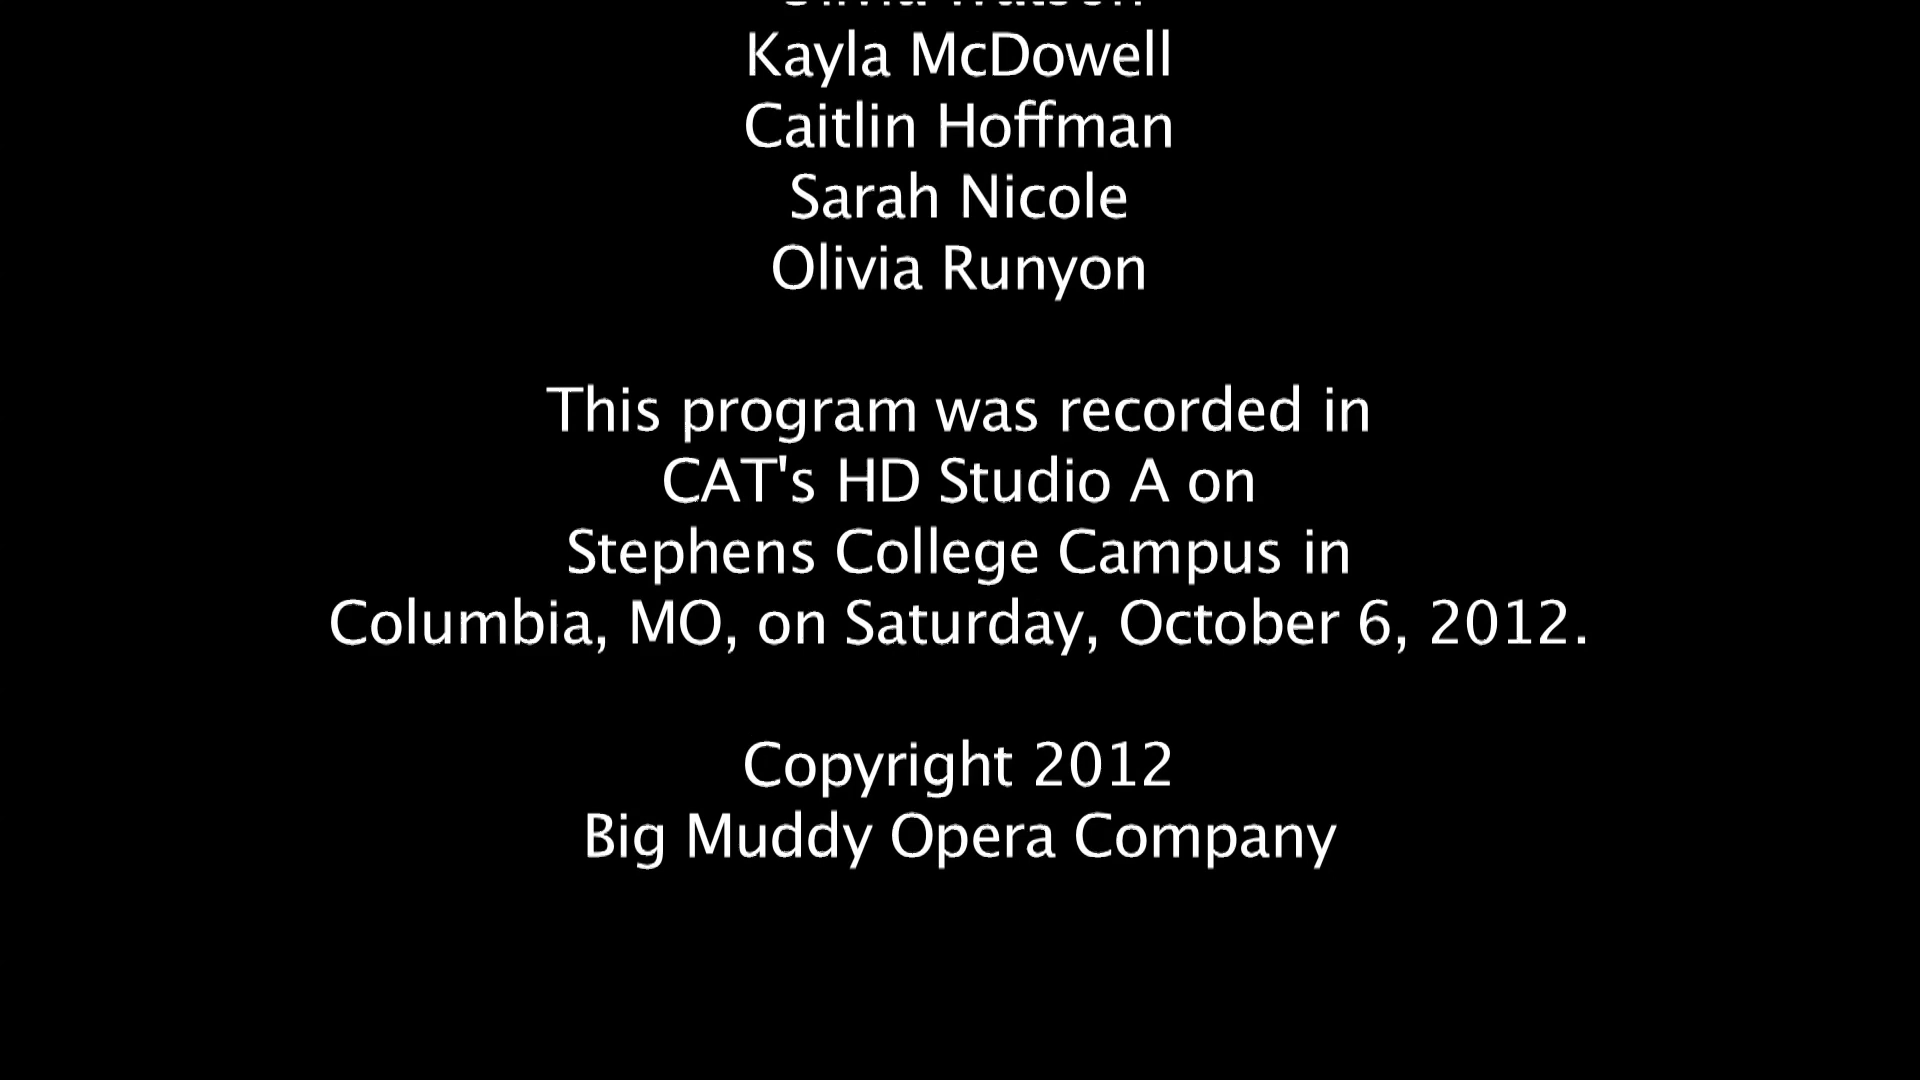 Kayla McDowell
Caitlin Hoffman
Sarah Nicole
Olivia Runyon
This program was recorded in
CAT's HD Studio A on
Stephens College Campus in
Columbia, MO, on Saturday, October 6, 2012.
Copyright 2012
Big Muddy Opera Company